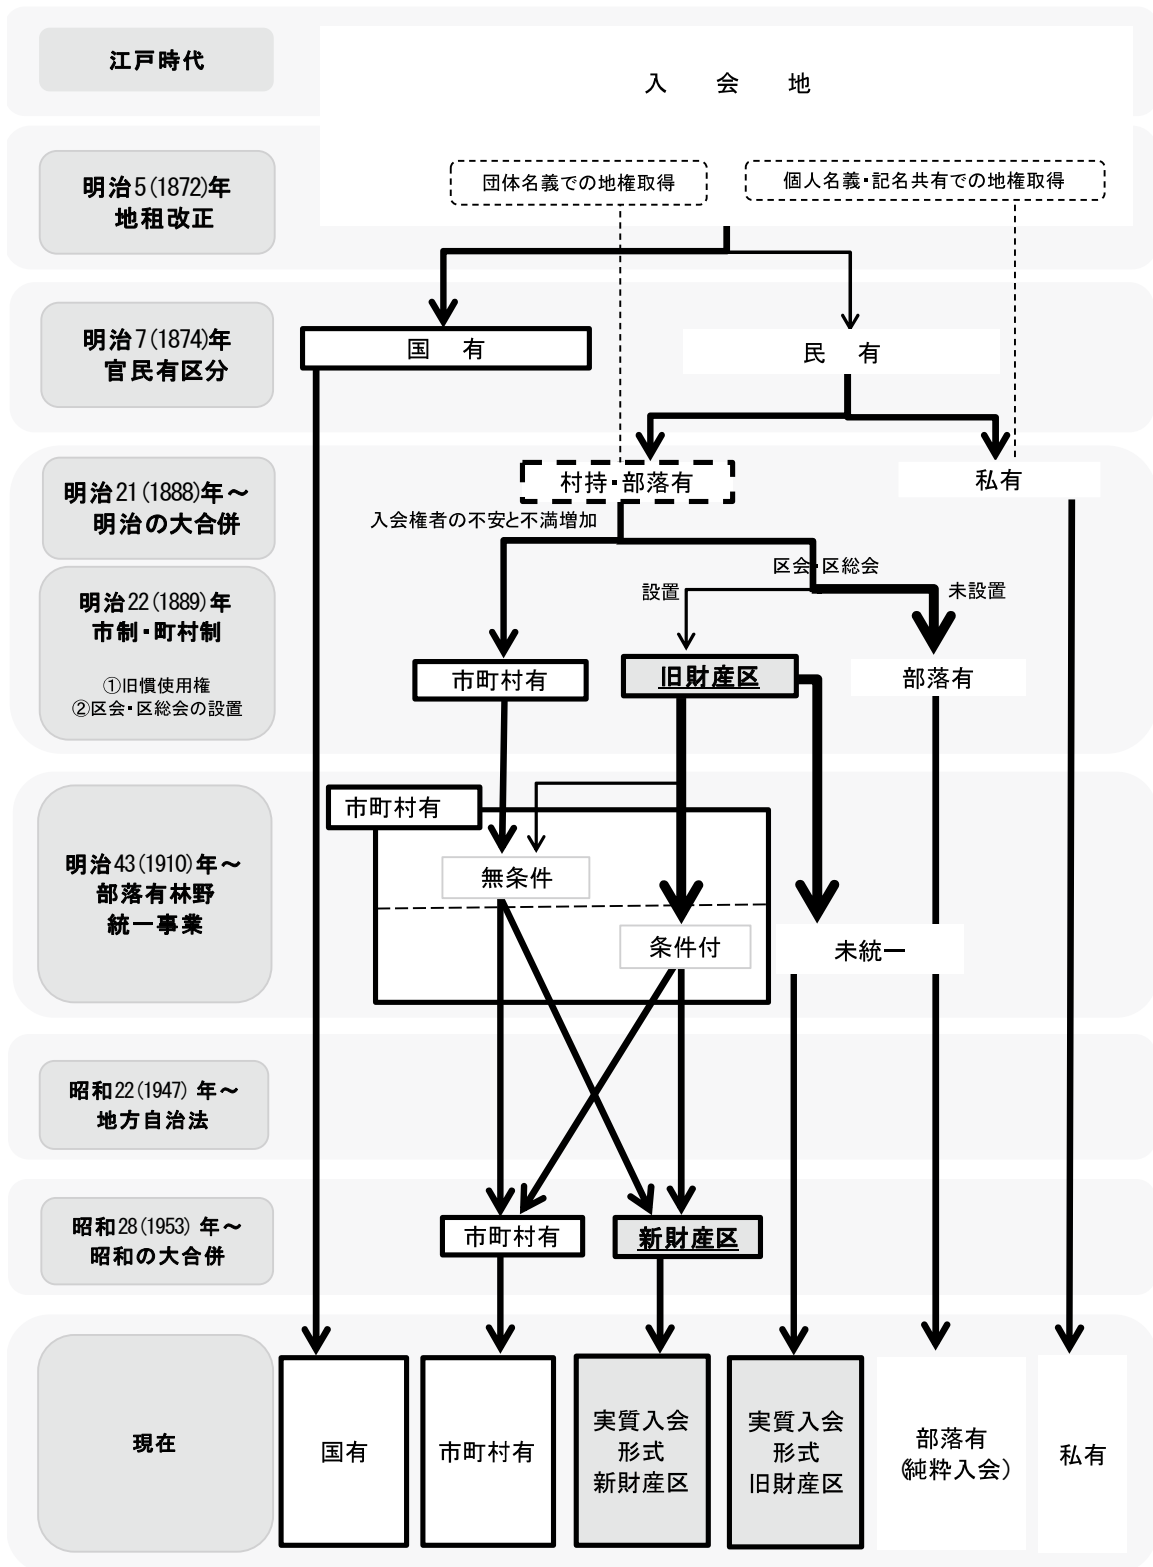 江戸時代
入会地
明治5(1872)年
地租改正
団体名義での地権取得
個人名義・記名共有での地権取得
明治7(1874)年
官民有区分
国有
民有
明治21(1888)年～
明治の大合併
村持・部落有
私有
入会権者の不安と不満増加
区会・区総会
設置
未設置
明治22(1889)年
市制・町村制
①旧慣使用権
②区会・区総会の設置
市町村有
旧財産区
部落有
明治43(1910)年～
部落有林野
統一事業
市町村有
無条件
条件付
未統一
昭和22(1947) 年～
地方自治法
昭和28(1953) 年～
昭和の大合併
市町村有
新財産区
現在
国有
市町村有
実質入会
形式
新財産区
実質入会
形式
旧財産区
部落有
(純粋入会)
私有